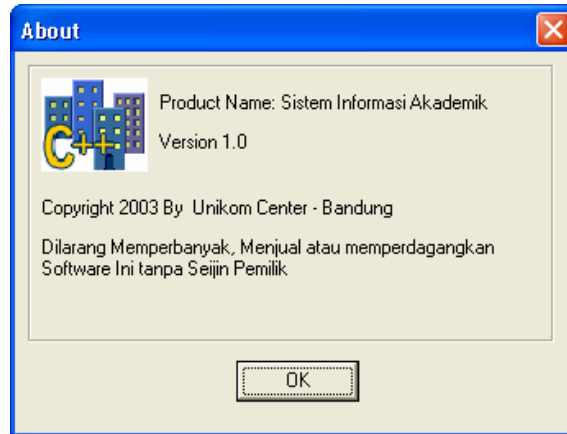 About
C++
Product Name: Sistem Informasi Akademik
Version 1.0
Copyright 2003 By  Unikom Center - Bandung
Dilarang Memperbanyak, Menjual atau memperdagangkan
Software Ini tanpa Seijin Pemilik
OK